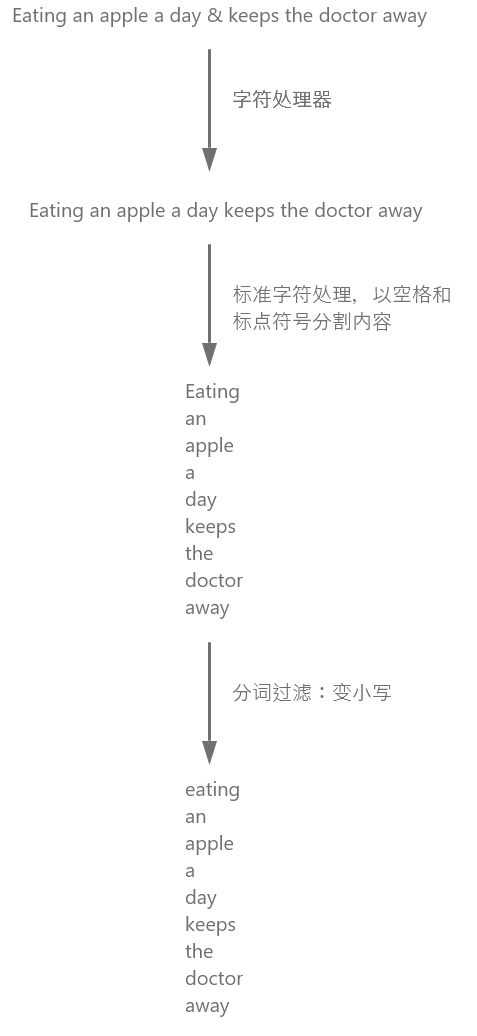 Eating an apple a day & keeps the doctor away
字符处理器
Eating an apple a day keeps the doctor away
标准字符处理，以空格和
标点符号分割内容
Eating
an
apple
a
day
keeps
the
doctor
away
分词过滤：变小写
eating
an
apple
a
day
keeps
the
doctor
away